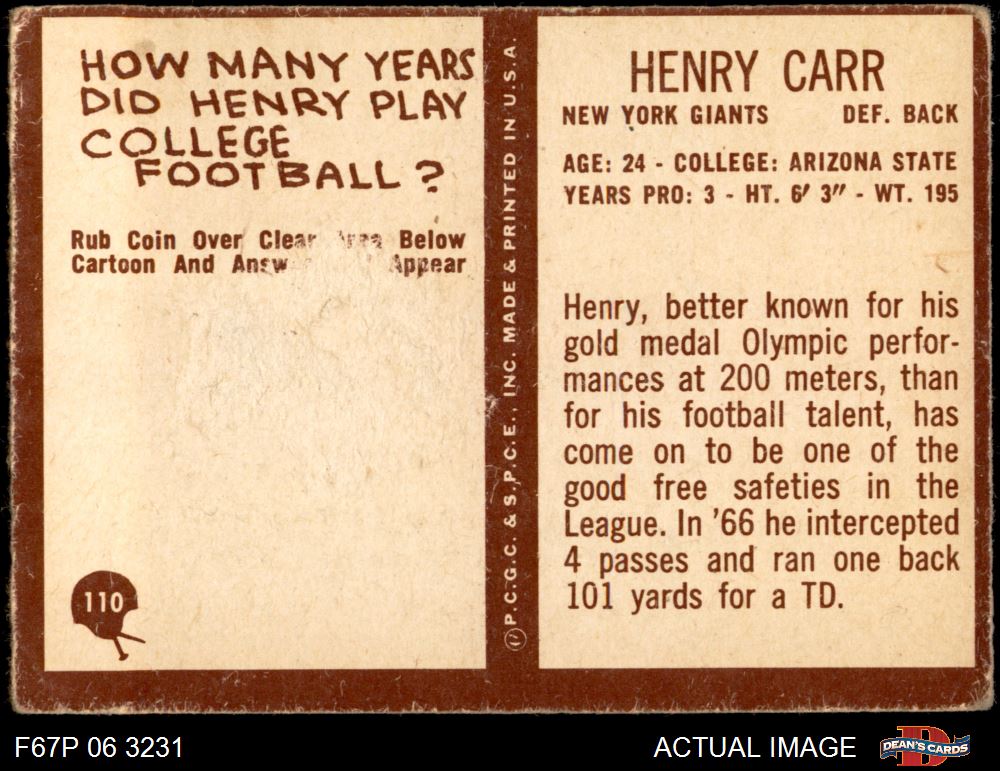 HOW MANY YEARS
DID HENRY PLAY
COLLEGE
FOOTBALL?
Rub Coin Over Clear Area Below
Cartoon And Answ Appear
110
© P.C.G.C. & S.P.C.E., INC. MADE & PRINTED IN U.S.A.
HENRY CARR
NEW YORK GIANTS DEF. BACK
AGE: 24 - COLLEGE: ARIZONA STATE
YEARS PRO: 3 - HT. 6' 3" - WT. 195
Henry, better known for his
gold medal Olympic perfor-
mances at 200 meters, than
for his football talent, has
come on to be one of the
good free safeties in the
League. In '66 he intercepted
4 passes and ran one back
101 yards for a TD.
F67P 06 3231
ACTUAL IMAGE
DEAN'S CARDS